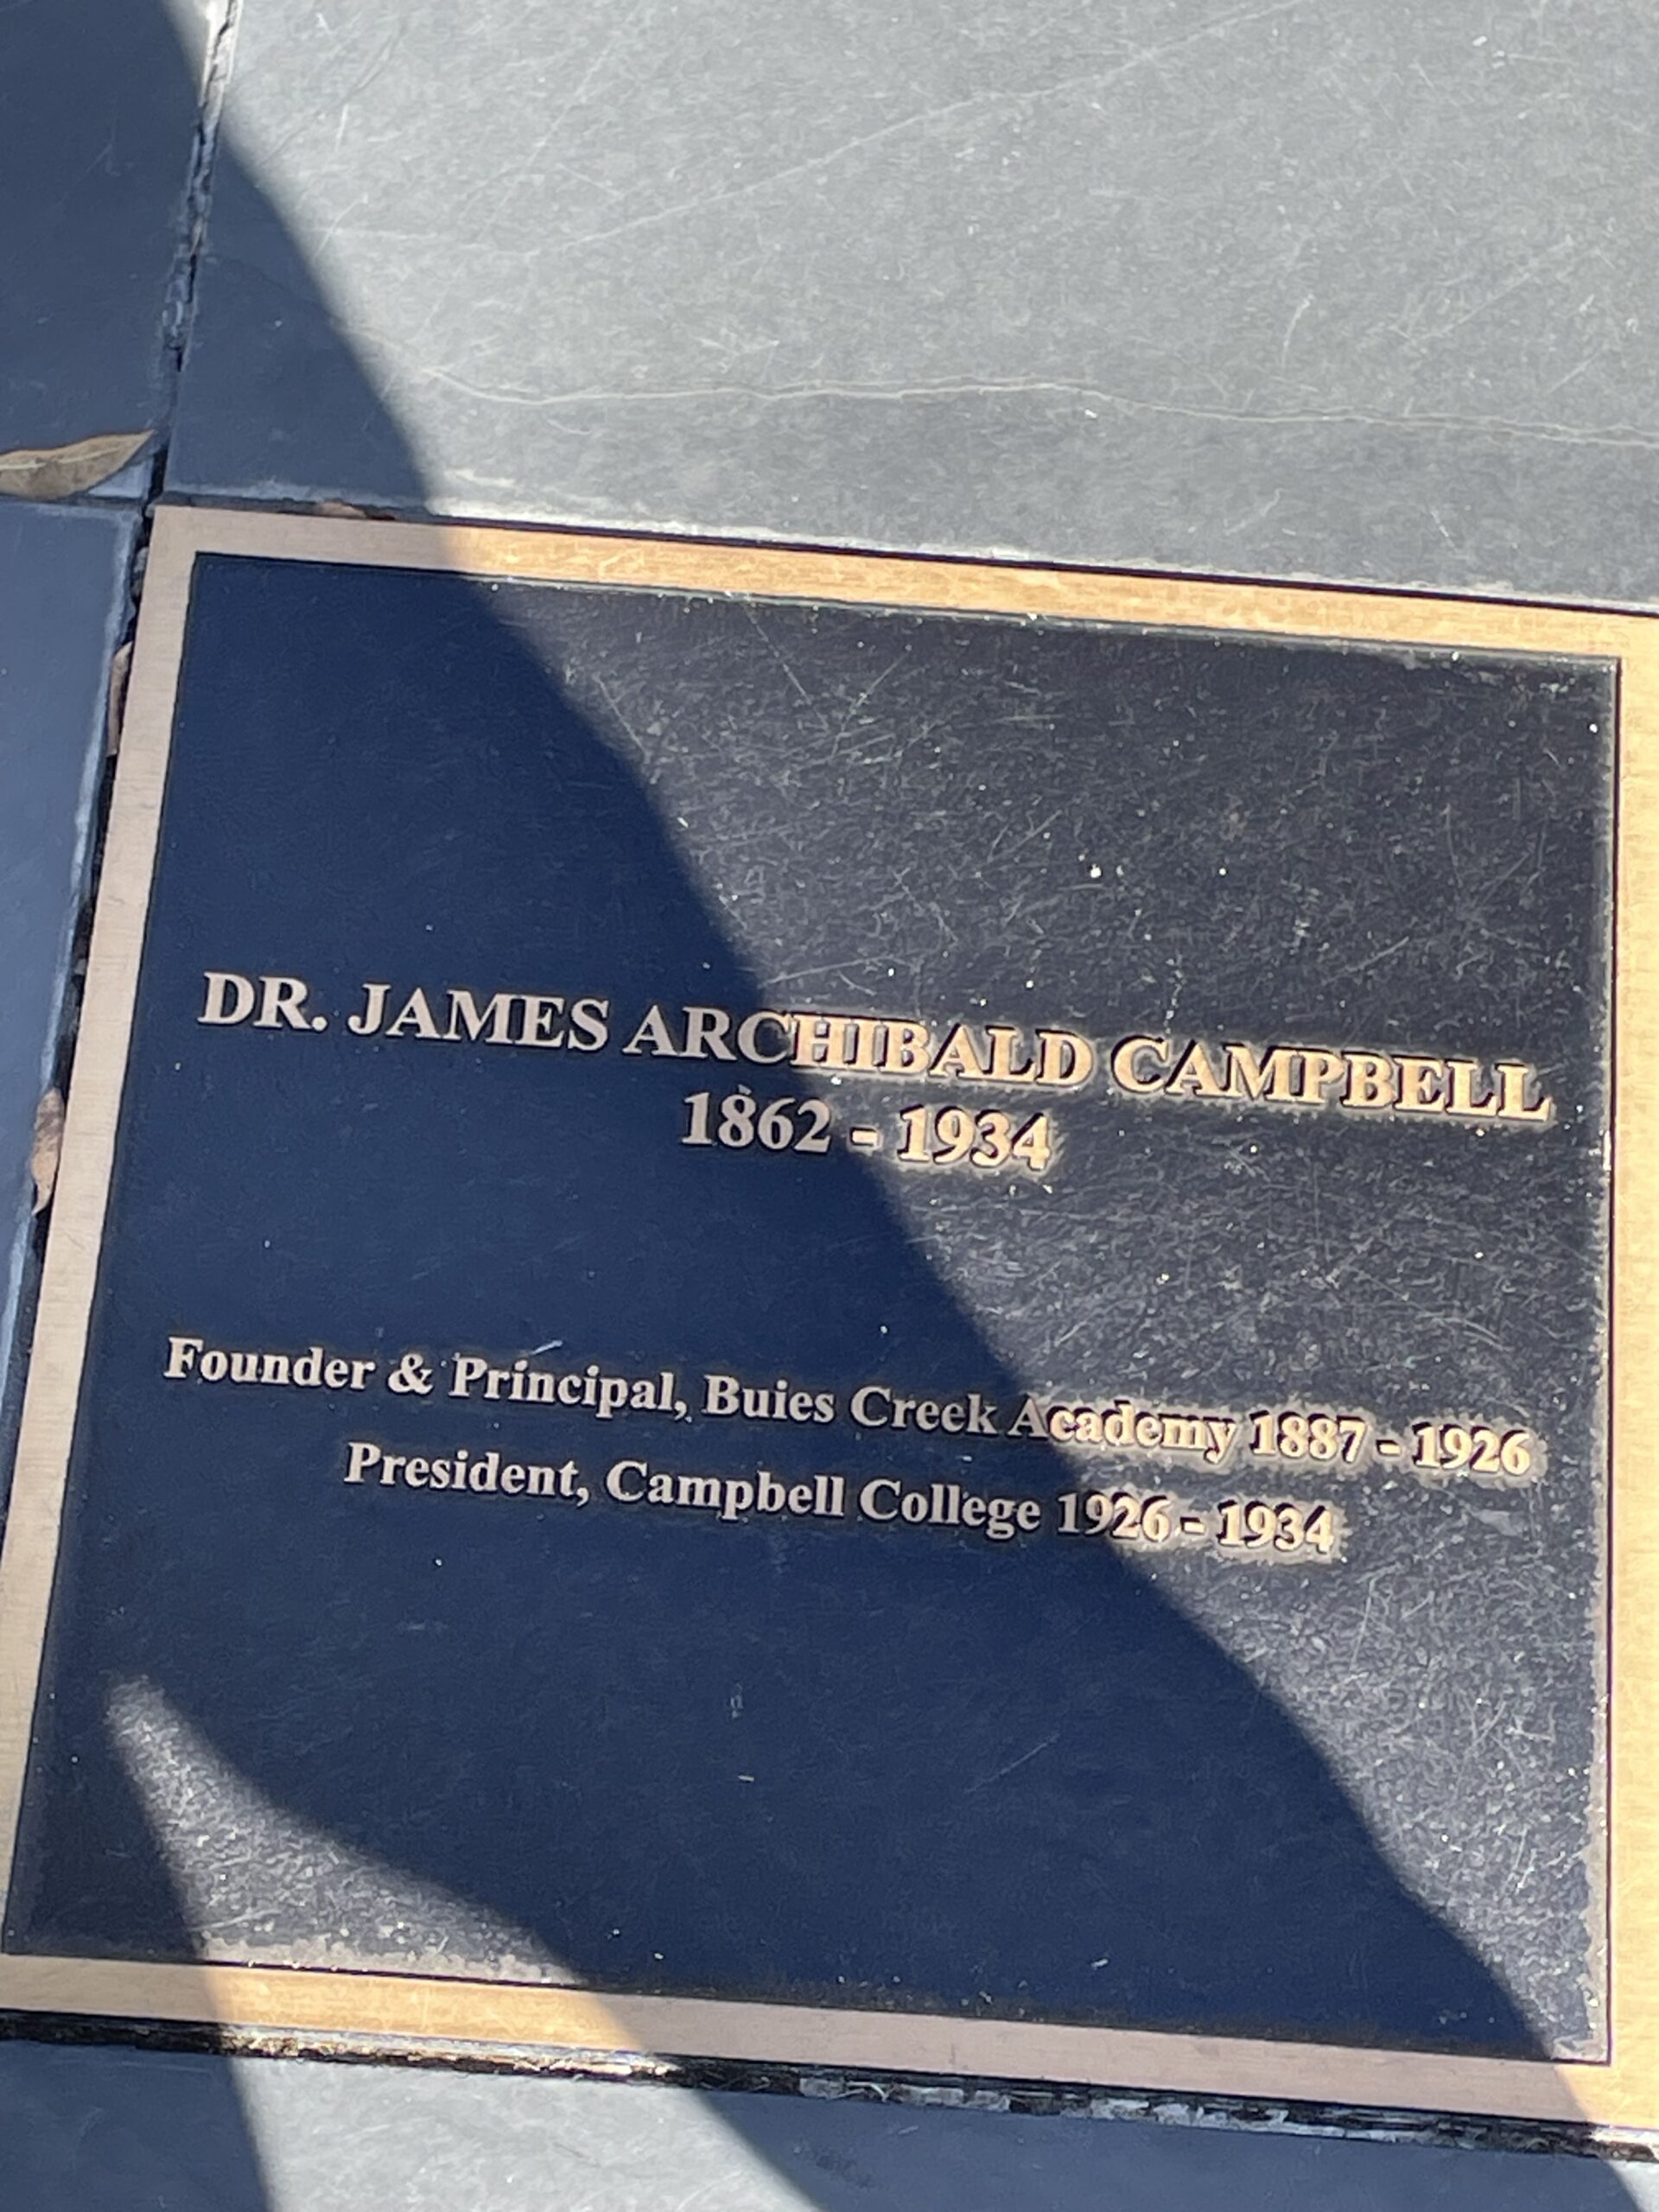 DR. JAMES ARCHIBALD CAMPBELL
1862 - 1934
Founder & Principal, Buies Creek Academy 1887 - 1926
President, Campbell College 1926 - 1934